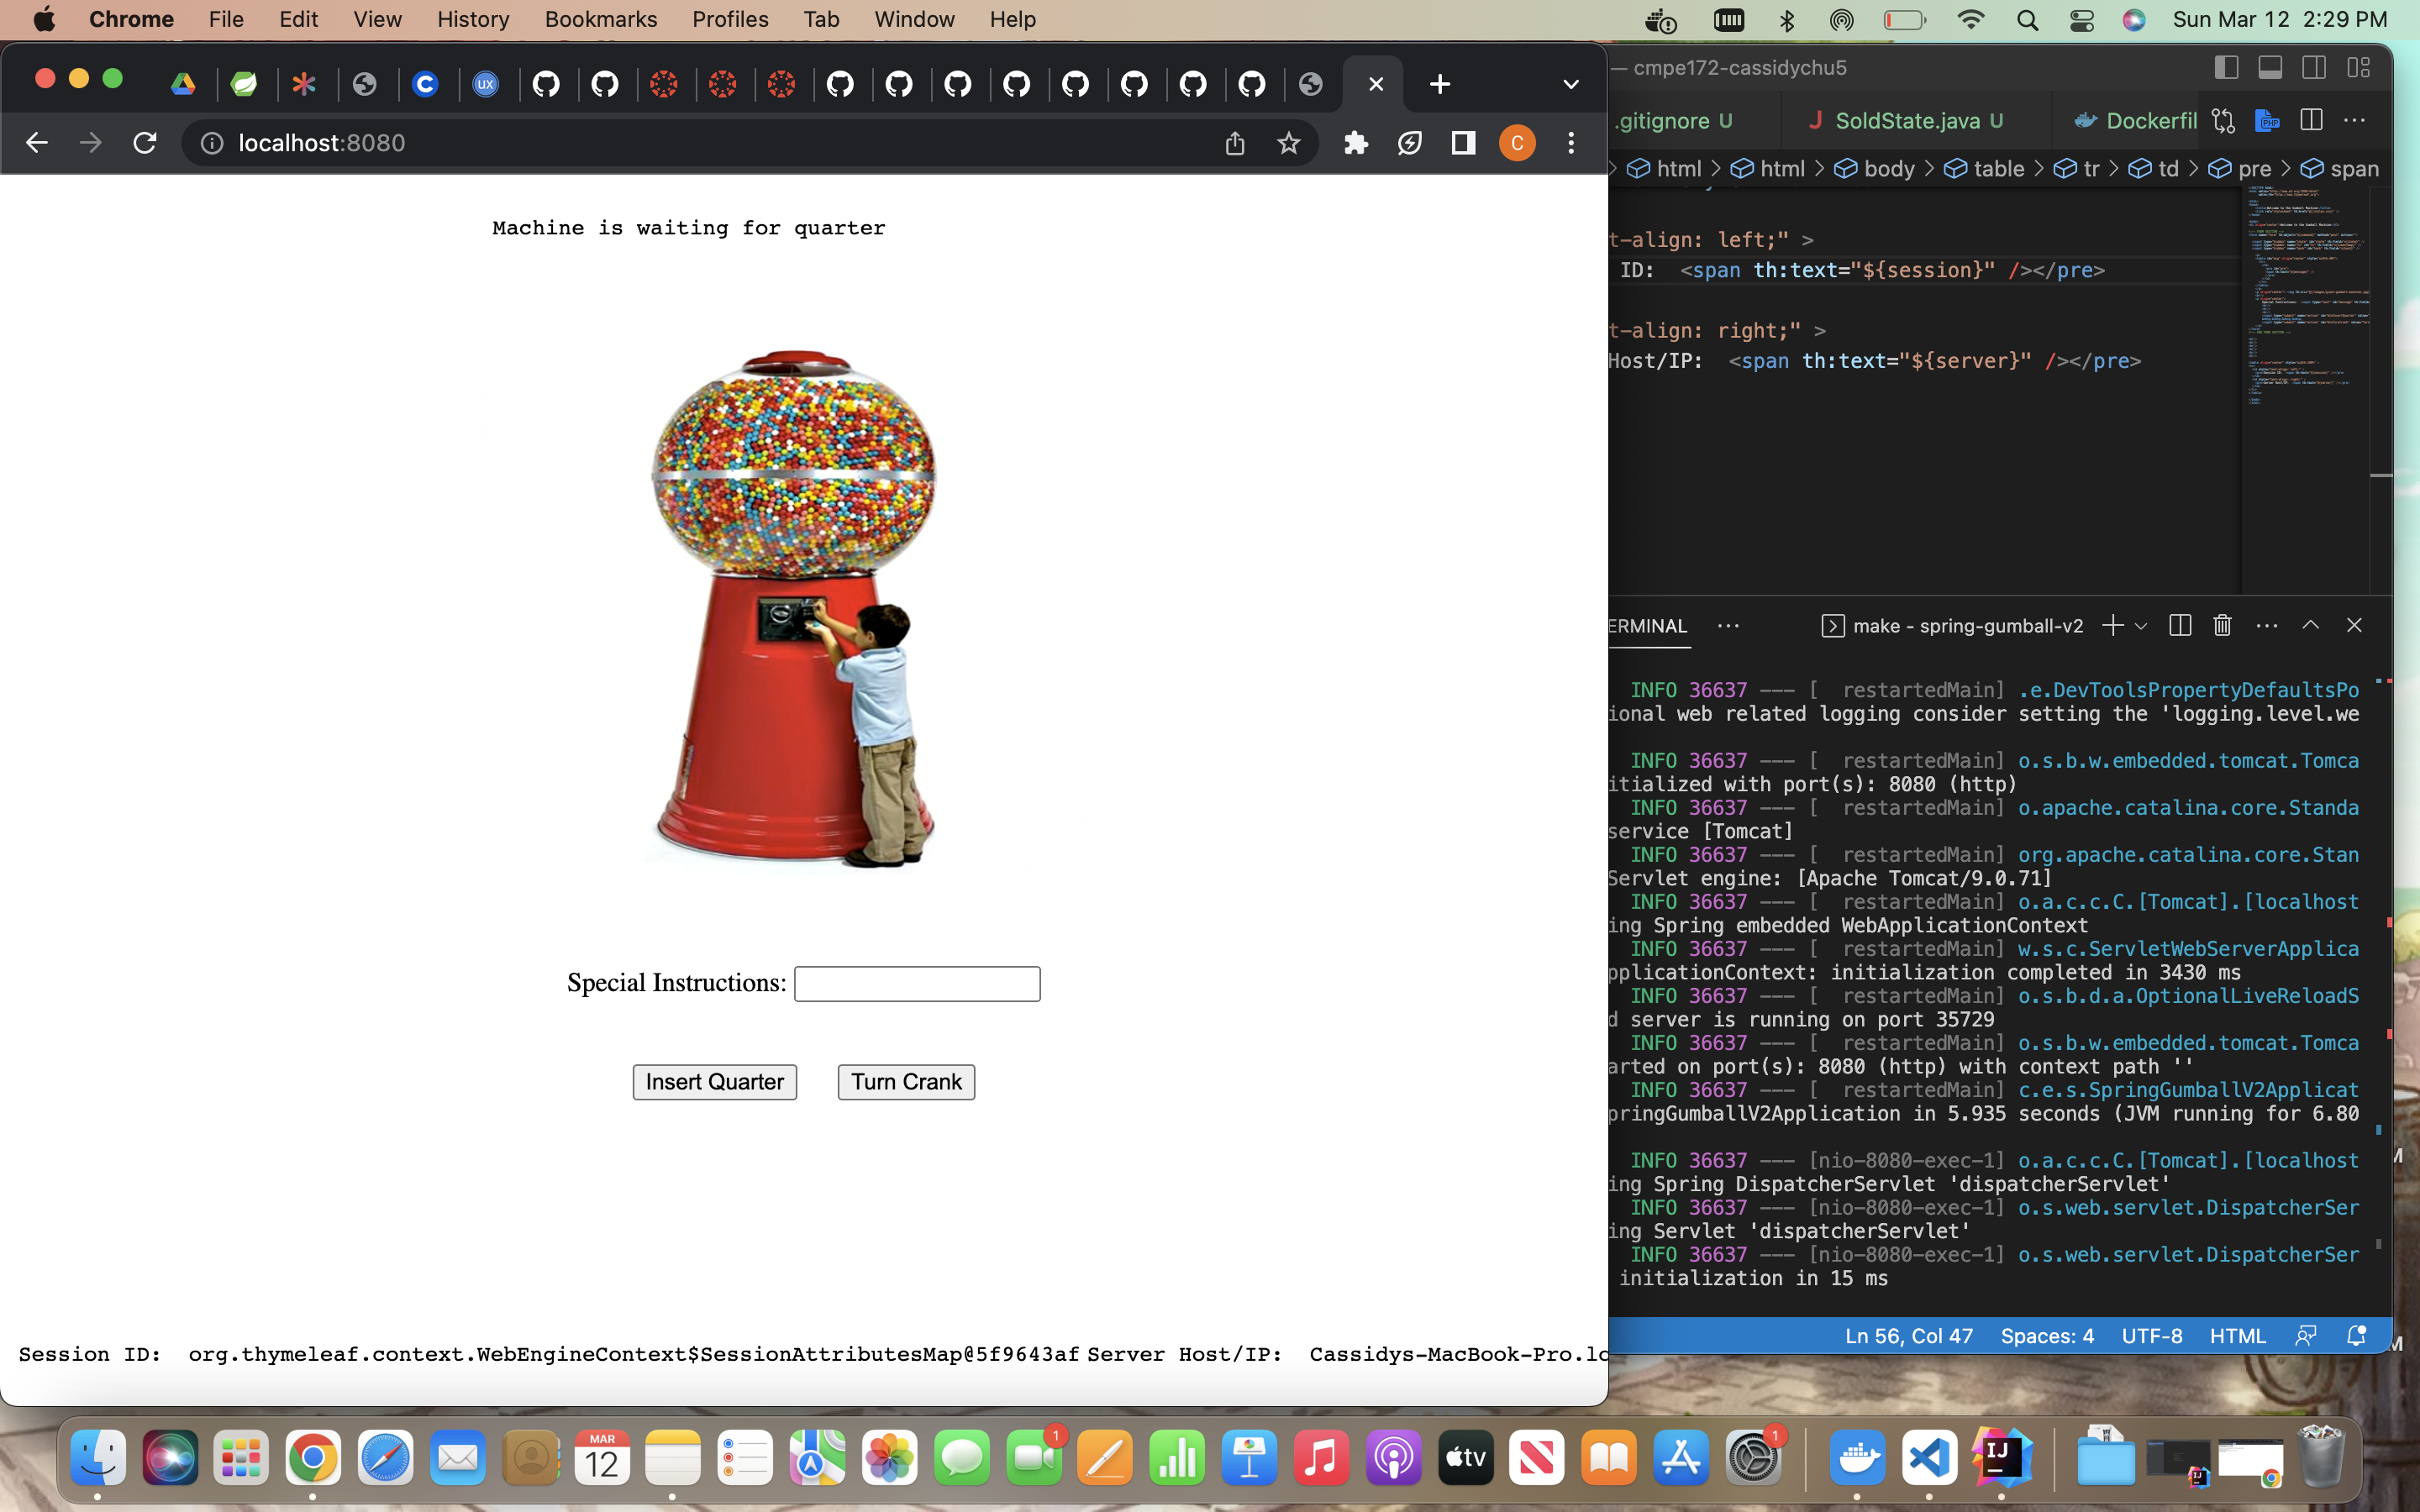 Chrome File Edit View History Bookmarks Profiles Tab Window Help Sun Mar 12 2:29 PM
— cmpe172-cassidychu5
C UX
localhost:8080 C
.gitignore U J SoldState.java U Dockerfil
html > html > body > table > tr > td > pre > span
Machine is waiting for quarter
t-align: left;" >
ID: <span th:text="${session}" /></pre>
t-align: right;" >
Host/IP: <span th:text="${server}" /></pre>
ERMINAL ··· make - spring-gumball-v2
INFO 36637 --- [ restartedMain] .e.DevToolsPropertyDefaultsPo
ional web related logging consider setting the 'logging.level.we
INFO 36637 --- [ restartedMain] o.s.b.w.embedded.tomcat.Tomca
itialized with port(s): 8080 (http)
INFO 36637 --- [ restartedMain] o.apache.catalina.core.Standa
service [Tomcat]
INFO 36637 --- [ restartedMain] org.apache.catalina.core.Stan
Servlet engine: [Apache Tomcat/9.0.71]
INFO 36637 --- [ restartedMain] o.a.c.c.C.[Tomcat].[localhost
ing Spring embedded WebApplicationContext
INFO 36637 --- [ restartedMain] w.s.c.ServletWebServerApplica
pplicationContext: initialization completed in 3430 ms
INFO 36637 --- [ restartedMain] o.s.b.d.a.OptionalLiveReloadS
d server is running on port 35729
INFO 36637 --- [ restartedMain] o.s.b.w.embedded.tomcat.Tomca
arted on port(s): 8080 (http) with context path ''
INFO 36637 --- [ restartedMain] c.e.s.SpringGumballV2Applicat
pringGumballV2Application in 5.935 seconds (JVM running for 6.80
INFO 36637 --- [nio-8080-exec-1] o.a.c.c.C.[Tomcat].[localhost
ing Spring DispatcherServlet 'dispatcherServlet'
INFO 36637 --- [nio-8080-exec-1] o.s.web.servlet.DispatcherSer
ing Servlet 'dispatcherServlet'
INFO 36637 --- [nio-8080-exec-1] o.s.web.servlet.DispatcherSer
initialization in 15 ms
Special Instructions:
Insert Quarter Turn Crank
Ln 56, Col 47 Spaces: 4 UTF-8 HTML
Session ID: org.thymeleaf.context.WebEngineContext$SessionAttributesMap@5f9643af Server Host/IP: Cassidys-MacBook-Pro.lo
MAR 12 1 tv 1 IJ